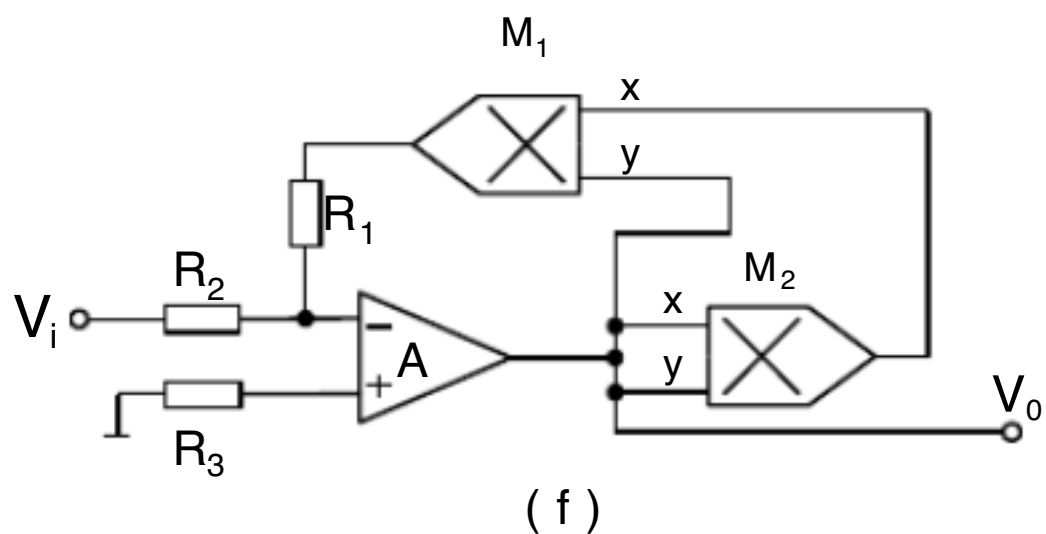 M₁
x
y
R₁
M₂
R₂
x
Vᵢ
y
− A
+
V₀
R₃
( f )